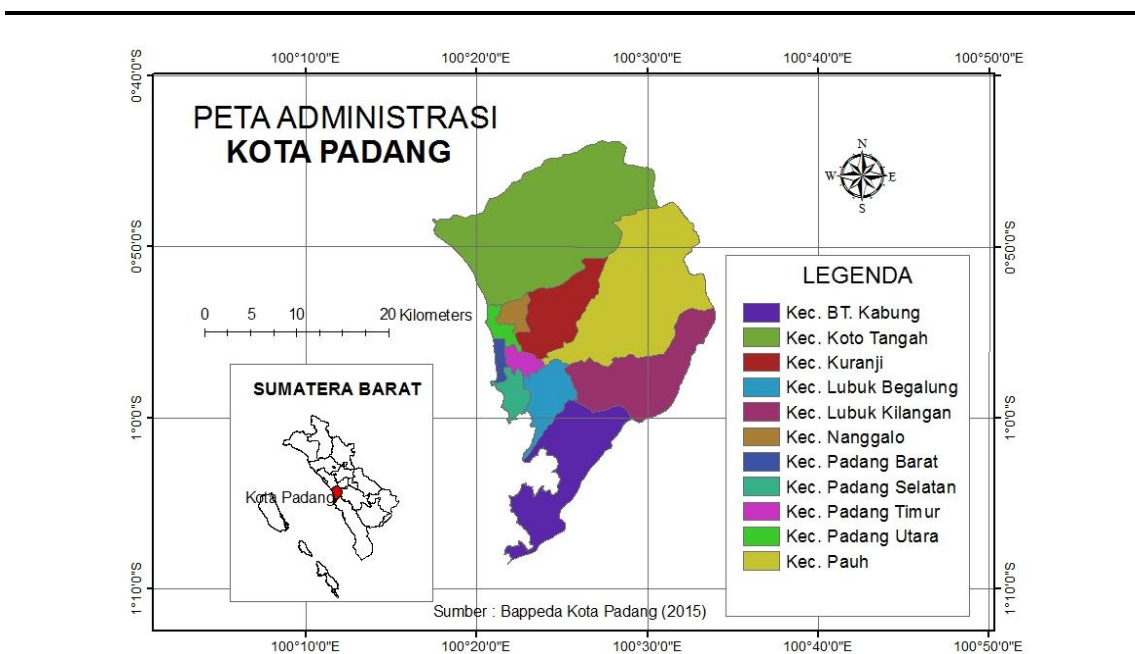 100°10'0"E 100°20'0"E 100°30'0"E 100°40'0"E 100°50'0"E
0°40'0"S
PETA ADMINISTRASI
KOTA PADANG
N
W E
S
0°50'0"S 0°50'0"S
LEGENDA
Kec. BT. Kabung
Kec. Koto Tangah
Kec. Kuranji
Kec. Lubuk Begalung
Kec. Lubuk Kilangan
Kec. Nanggalo
Kec. Padang Barat
Kec. Padang Selatan
Kec. Padang Timur
Kec. Padang Utara
Kec. Pauh
0 5 10 20 Kilometers
SUMATERA BARAT
Kota Padang
1°0'0"S 1°0'0"S
1°10'0"S 1°10'0"S
Sumber : Bappeda Kota Padang (2015)
100°10'0"E 100°20'0"E 100°30'0"E 100°40'0"E 100°50'0"E